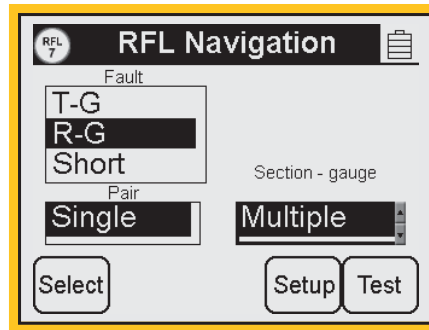 RFL
7
RFL Navigation
Fault
T-G
R-G
Short
Section - gauge
Pair
Single
Multiple
Select
Setup
Test